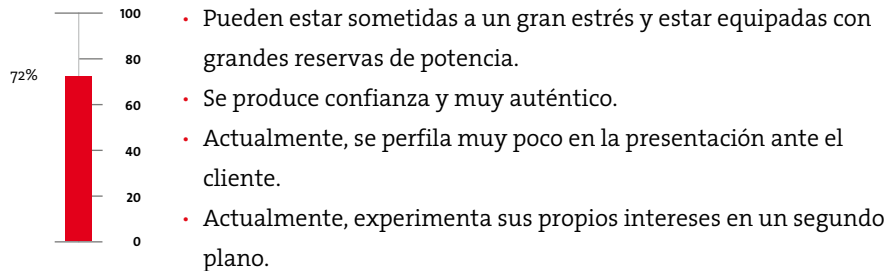 100
80
72%
60
40
20
0
• Pueden estar sometidas a un gran estrés y estar equipadas con
grandes reservas de potencia.
• Se produce confianza y muy auténtico.
• Actualmente, se perfila muy poco en la presentación ante el
cliente.
• Actualmente, experimenta sus propios intereses en un segundo
plano.